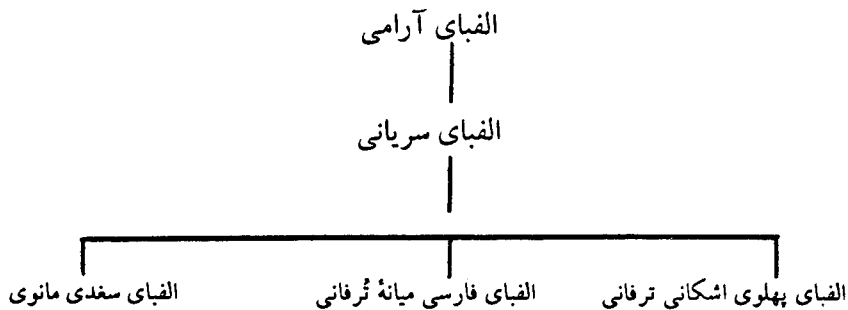 الفبای آرامی
الفبای سریانی
الفبای پهلوی اشکانی ترفانی
الفبای فارسی میانهٔ تُرفانی
الفبای سغدی مانوی